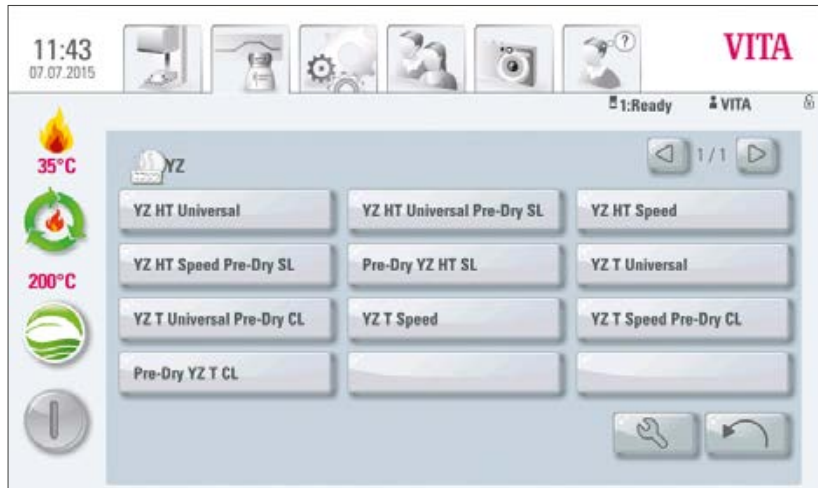 11:43
07.07.2015
?
VITA
1:Ready
VITA
35°C
YZ
1/1
YZ HT Universal
YZ HT Universal Pre-Dry SL
YZ HT Speed
YZ HT Speed Pre-Dry SL
Pre-Dry YZ HT SL
YZ T Universal
200°C
YZ T Universal Pre-Dry CL
YZ T Speed
YZ T Speed Pre-Dry CL
Pre-Dry YZ T CL